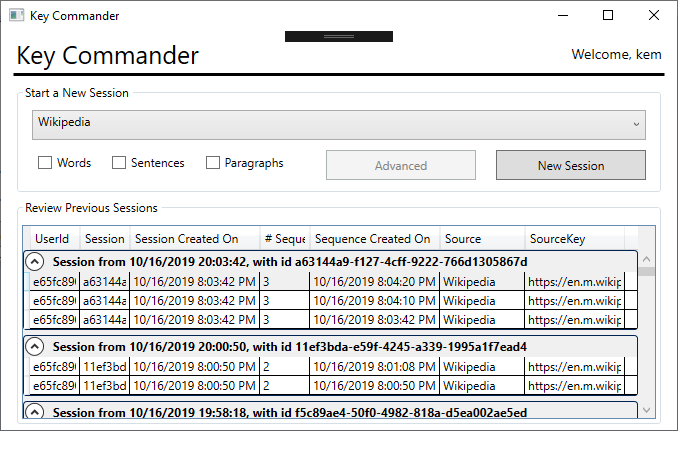 Key Commander
Key Commander
Welcome, kem
Start a New Session
Wikipedia
Words Sentences Paragraphs Advanced New Session
Review Previous Sessions
UserId Session Session Created On # Seque Sequence Created On Source SourceKey
Session from 10/16/2019 20:03:42, with id a63144a9-f127-4cff-9222-766d1305867d
e65fc890 a63144a 10/16/2019 8:03:42 PM 3 10/16/2019 8:04:20 PM Wikipedia https://en.m.wikip
e65fc890 a63144a 10/16/2019 8:03:42 PM 3 10/16/2019 8:04:10 PM Wikipedia https://en.m.wikip
e65fc890 a63144a 10/16/2019 8:03:42 PM 3 10/16/2019 8:03:42 PM Wikipedia https://en.m.wikip
Session from 10/16/2019 20:00:50, with id 11ef3bda-e59f-4245-a339-1995a1f7ead4
e65fc890 11ef3bd 10/16/2019 8:00:50 PM 2 10/16/2019 8:01:08 PM Wikipedia https://en.m.wikip
e65fc890 11ef3bd 10/16/2019 8:00:50 PM 2 10/16/2019 8:00:50 PM Wikipedia https://en.m.wikip
Session from 10/16/2019 19:58:18, with id f5c89ae4-50f0-4982-818a-d5ea002ae5ed